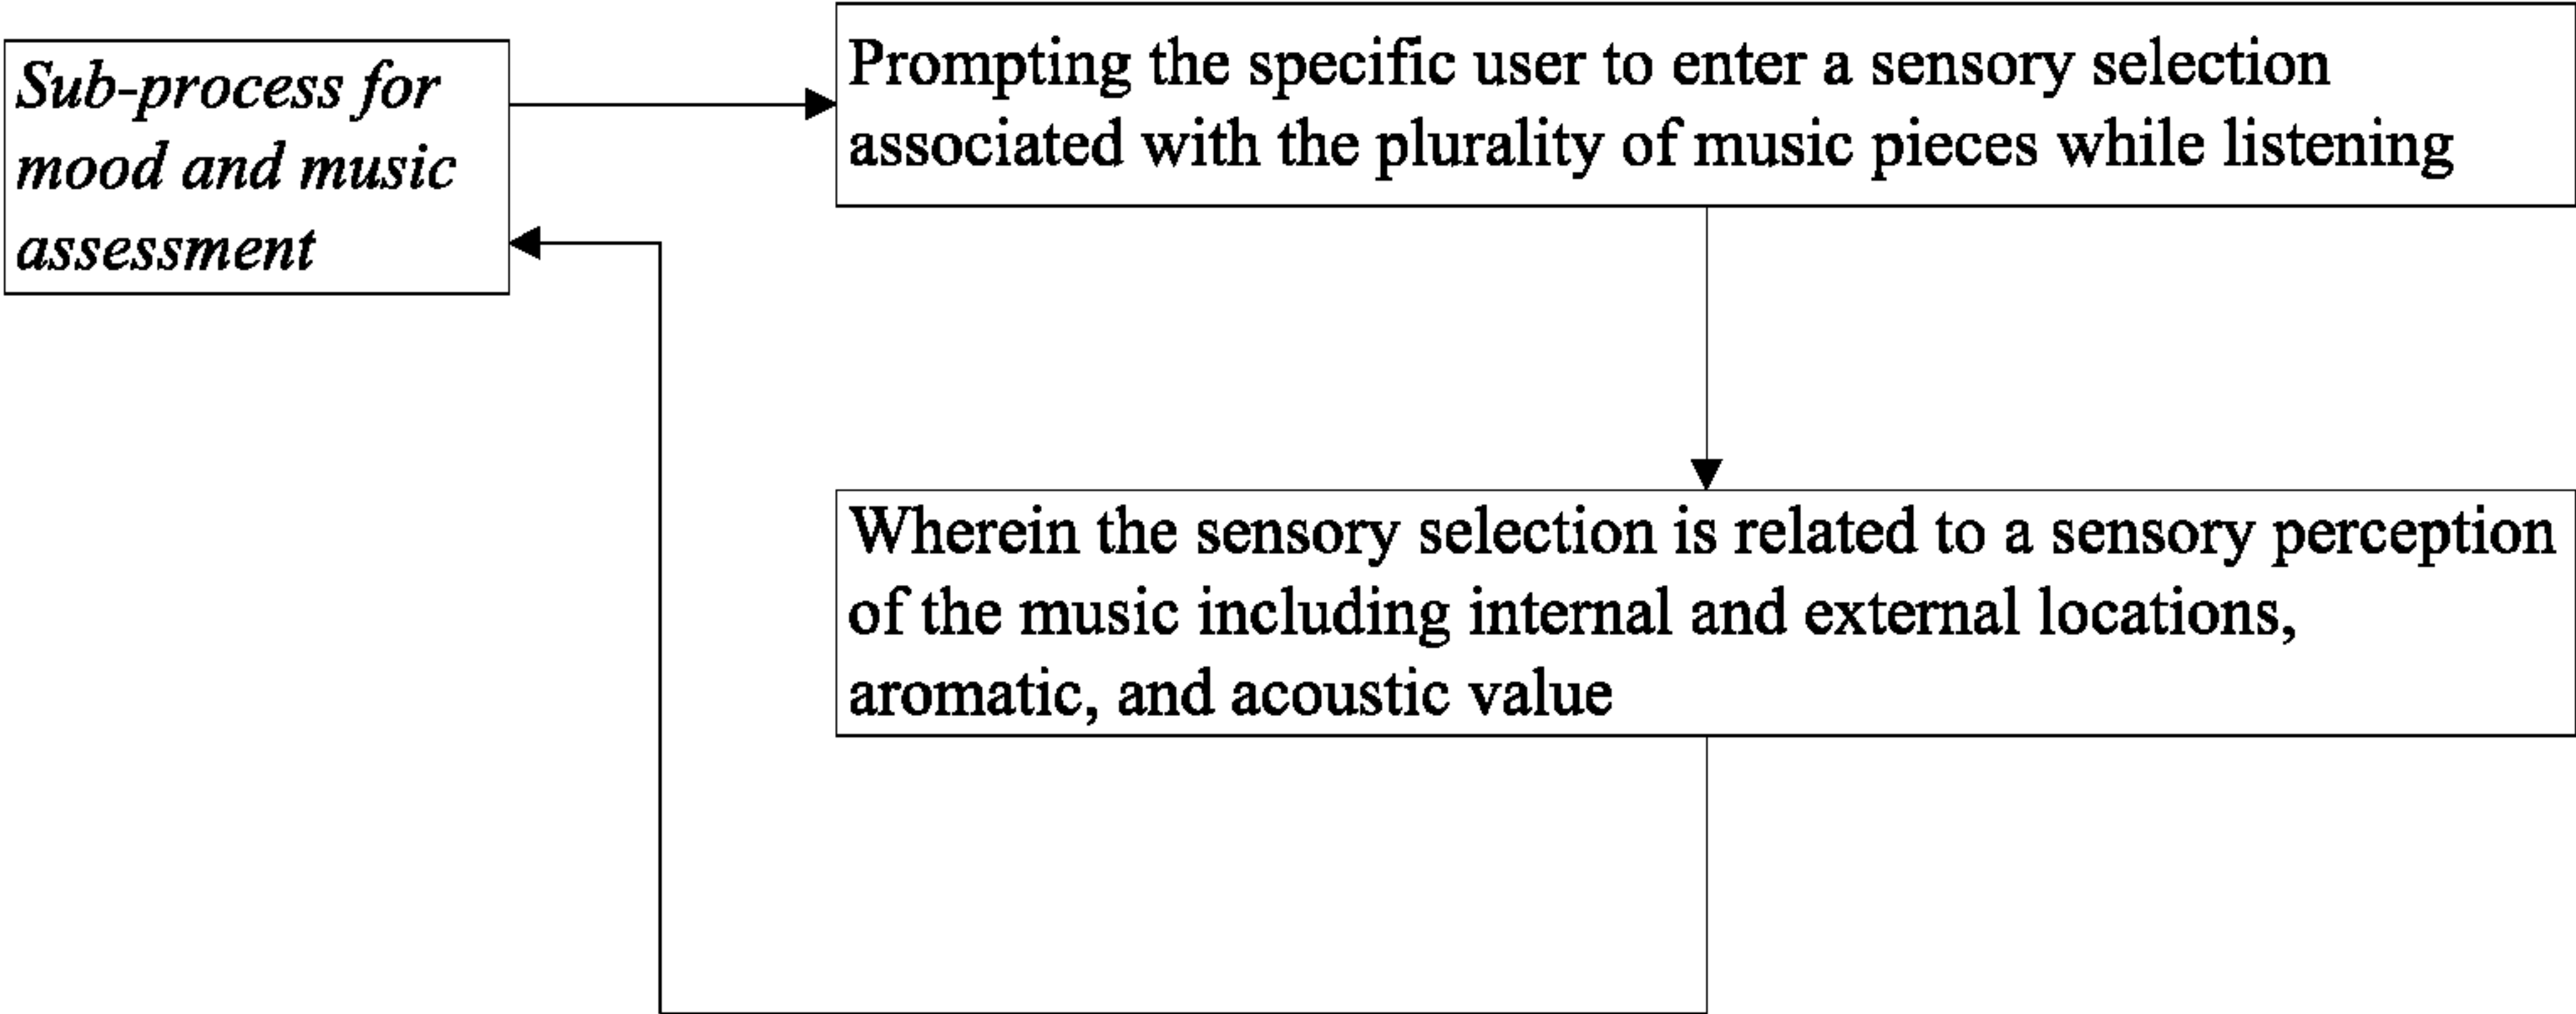 Sub-process for
mood and music
assessment
Prompting the specific user to enter a sensory selection
associated with the plurality of music pieces while listening
Wherein the sensory selection is related to a sensory perception
of the music including internal and external locations,
aromatic, and acoustic value